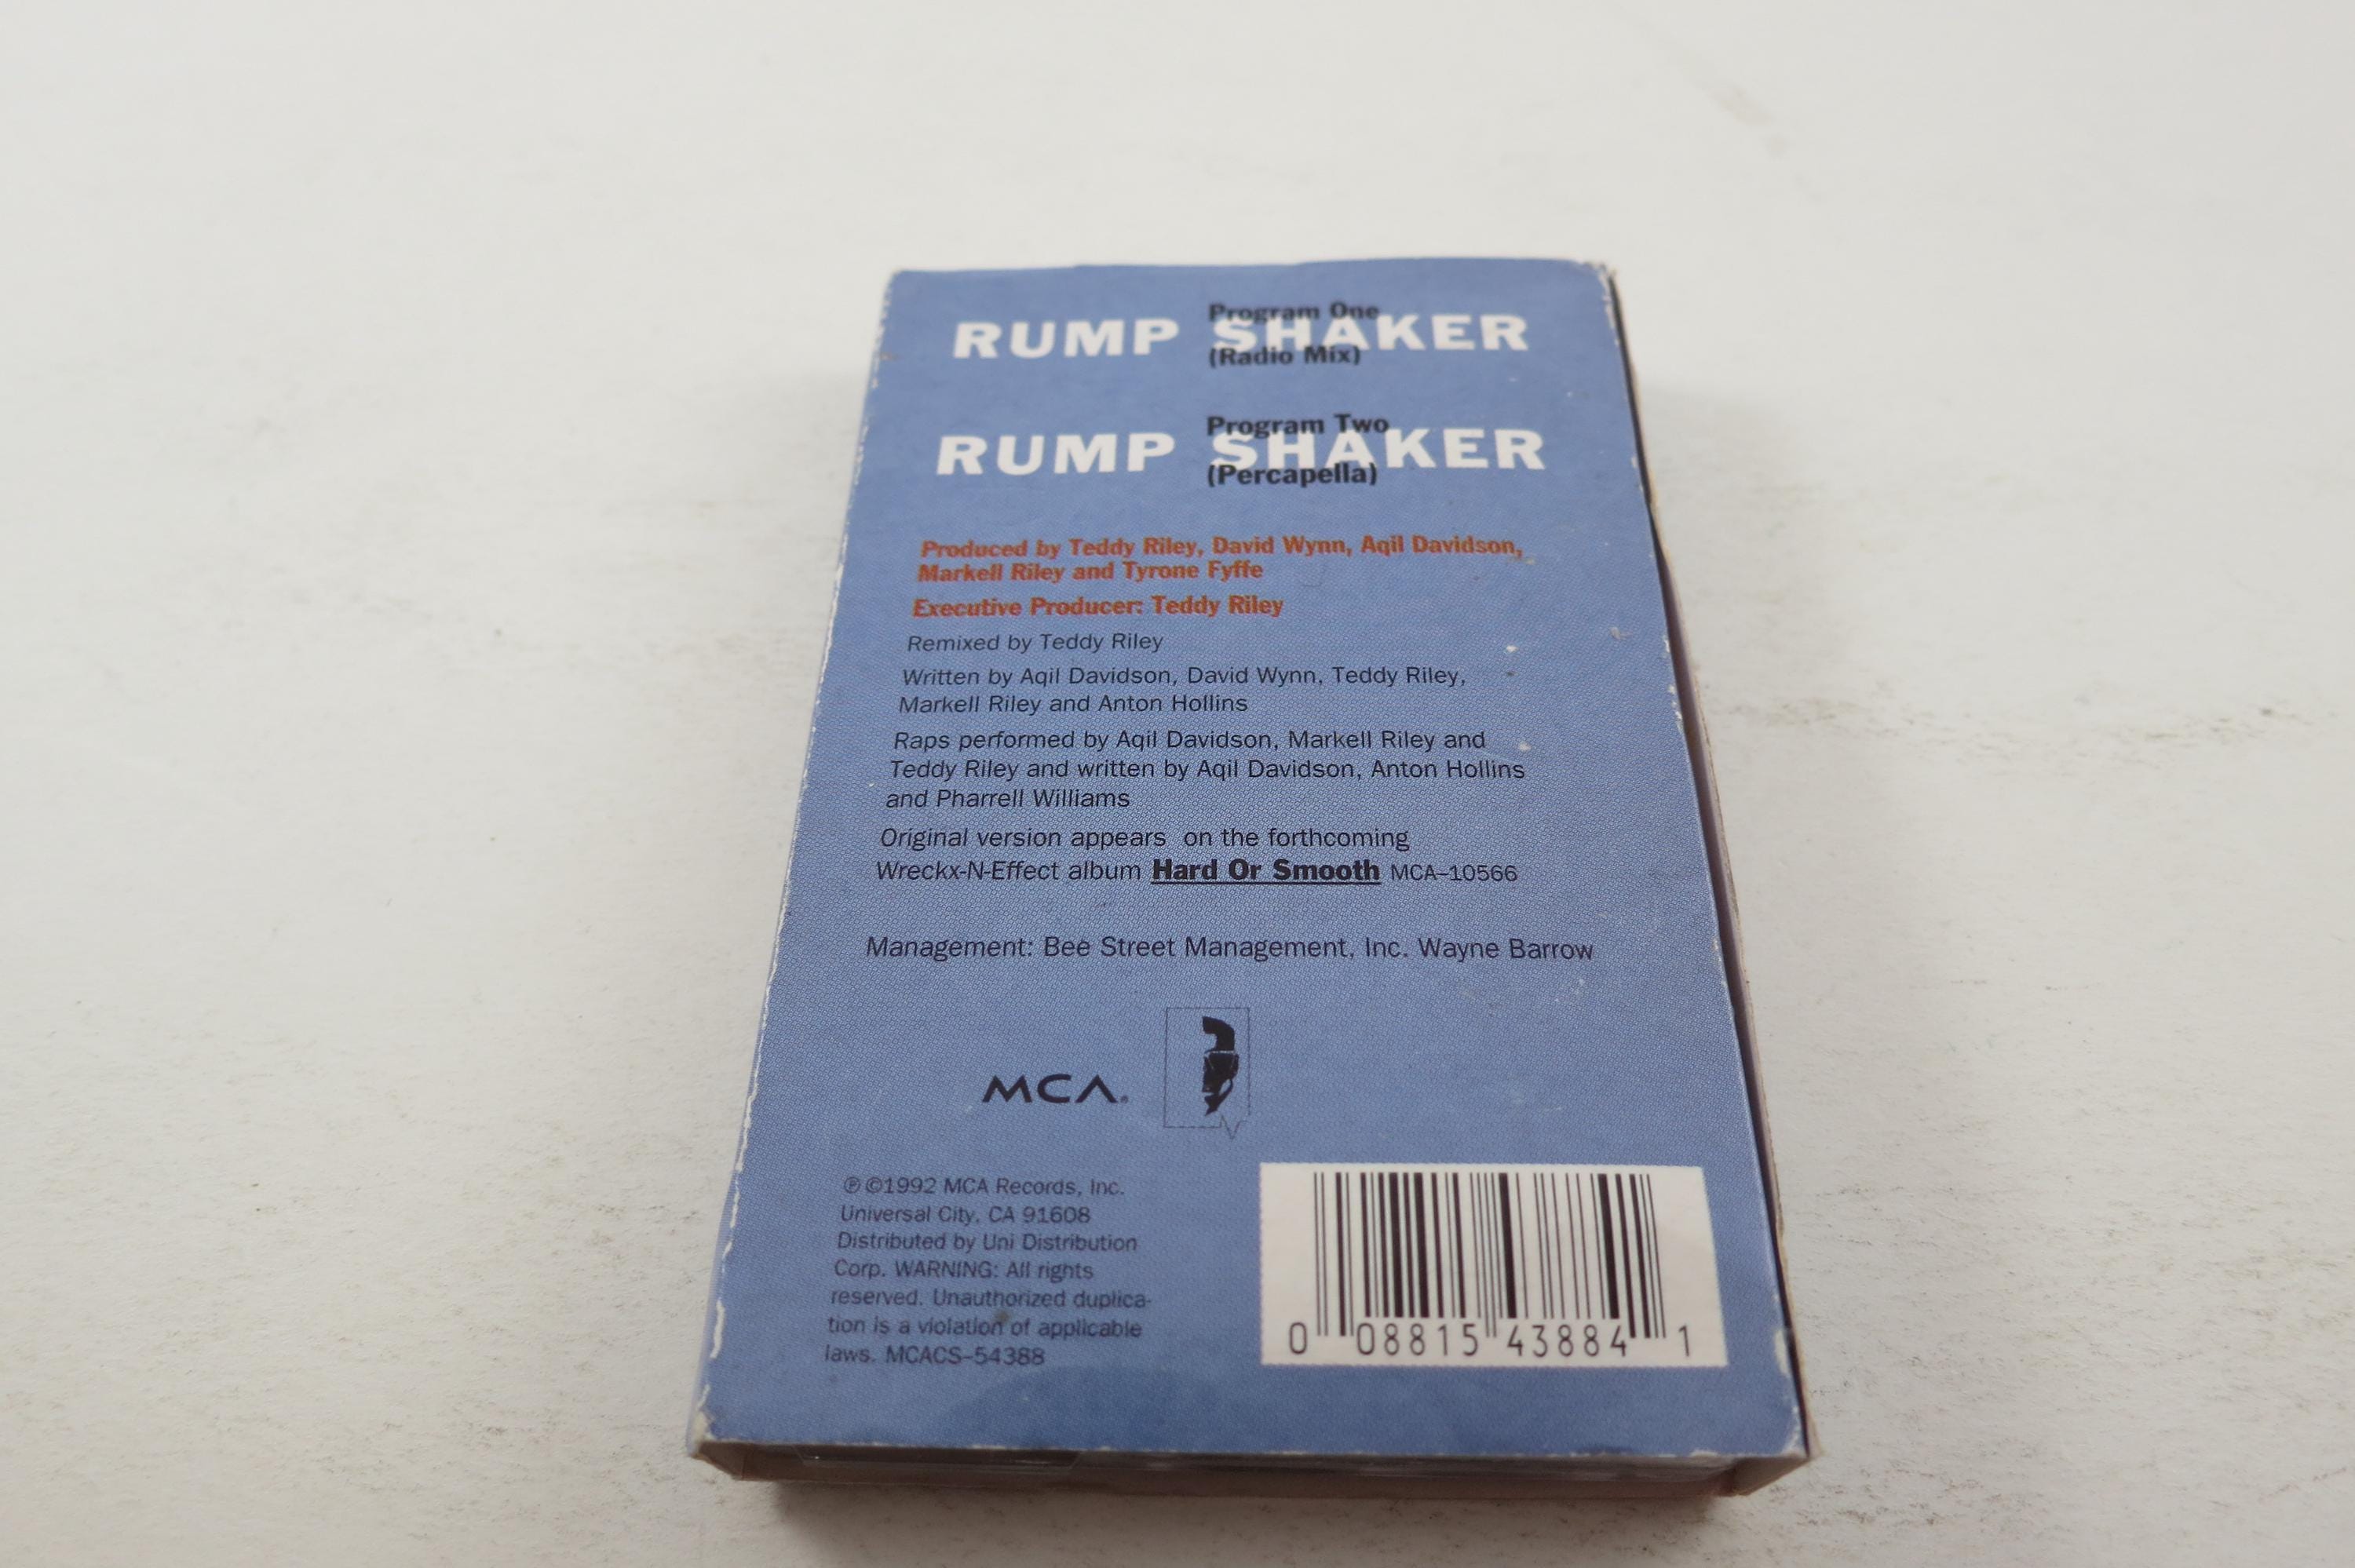 Program One
RUMP SHAKER
(Radio Mix)
Program Two
RUMP SHAKER
(Percapella)
Produced by Teddy Riley, David Wynn, Aqil Davidson,
Markell Riley and Tyrone Fyffe
Executive Producer: Teddy Riley
Remixed by Teddy Riley
Written by Aqil Davidson, David Wynn, Teddy Riley,
Markell Riley and Anton Hollins
Raps performed by Aqil Davidson, Markell Riley and
Teddy Riley and written by Aqil Davidson, Anton Hollins
and Pharrell Williams
Original version appears on the forthcoming
Wreckx-N-Effect album Hard Or Smooth MCA–10566
Management: Bee Street Management, Inc. Wayne Barrow
MCA®
℗©1992 MCA Records, Inc.
Universal City, CA 91608
Distributed by Uni Distribution
Corp. WARNING: All rights
reserved. Unauthorized duplica-
tion is a violation of applicable
laws. MCACS–54388
0 08815 43884 1